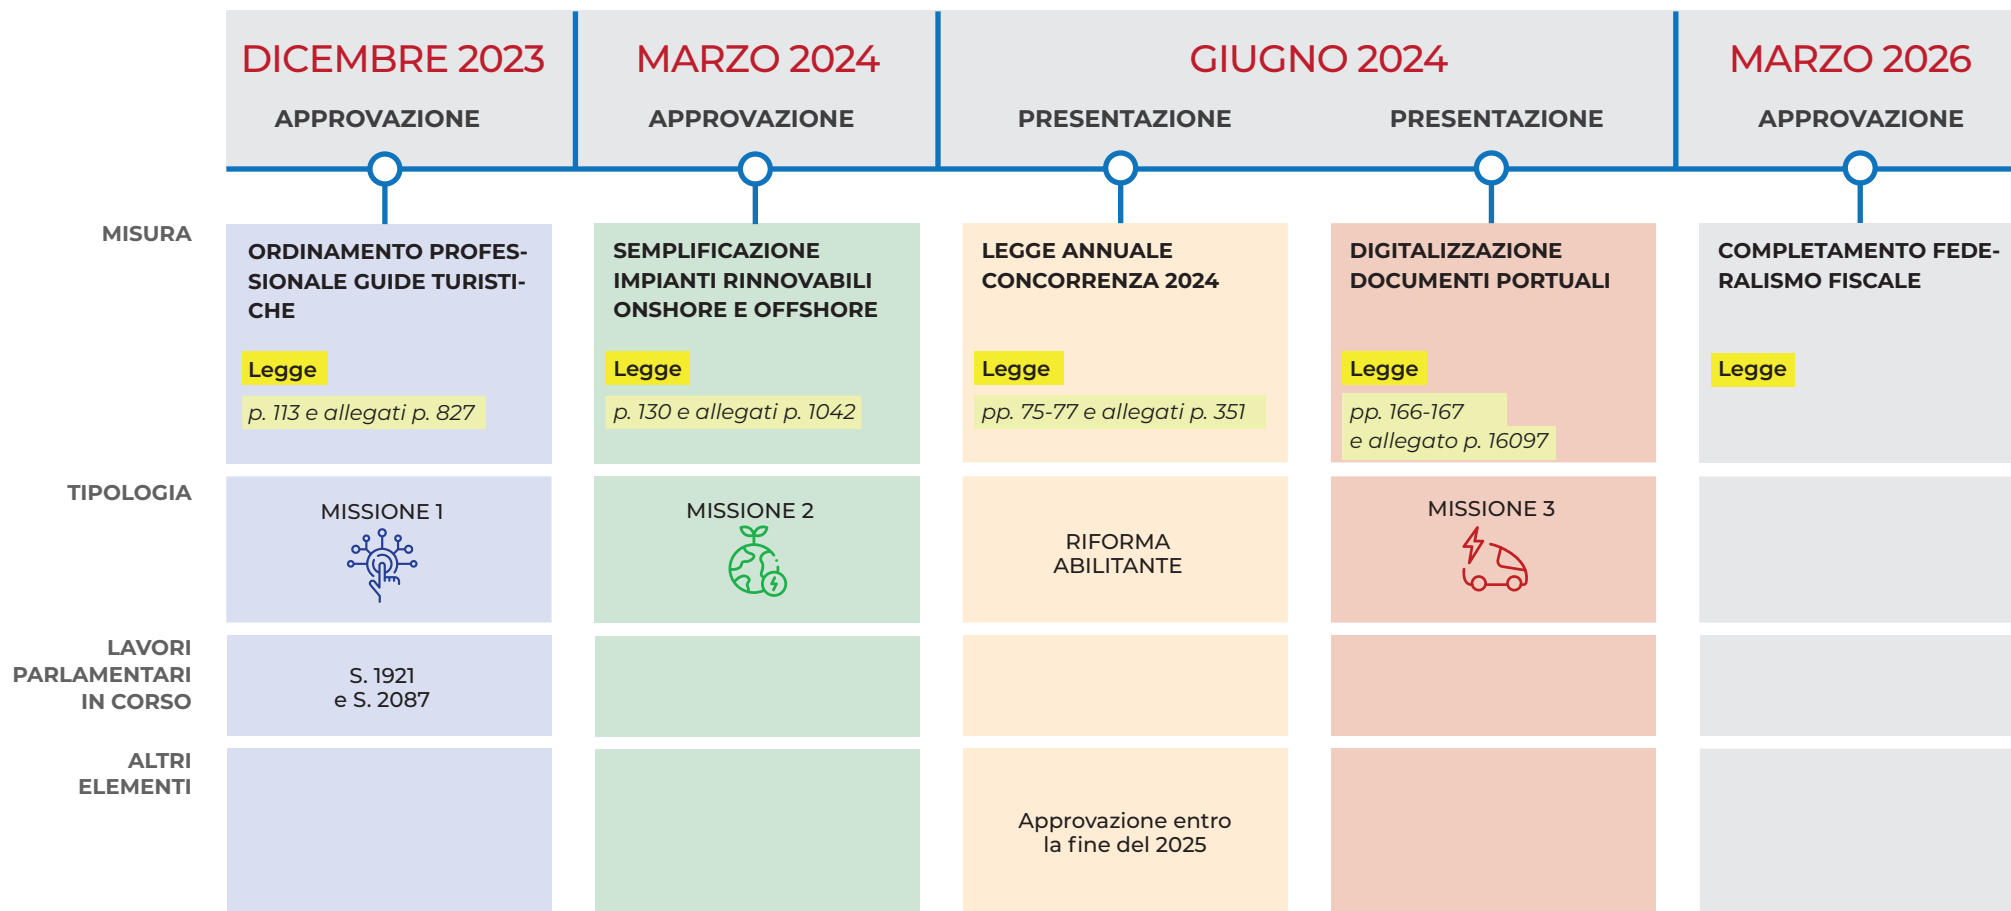 DICEMBRE 2023
MARZO 2024
GIUGNO 2024
MARZO 2026
APPROVAZIONE
APPROVAZIONE
PRESENTAZIONE
PRESENTAZIONE
APPROVAZIONE
MISURA
ORDINAMENTO PROFES-
SIONALE GUIDE TURISTI-
CHE
Legge
p. 113 e allegati p. 827
SEMPLIFICAZIONE
IMPIANTI RINNOVABILI
ONSHORE E OFFSHORE
Legge
p. 130 e allegati p. 1042
LEGGE ANNUALE
CONCORRENZA 2024
Legge
pp. 75-77 e allegati p. 351
DIGITALIZZAZIONE
DOCUMENTI PORTUALI
Legge
pp. 166-167
e allegato p. 16097
COMPLETAMENTO FEDE-
RALISMO FISCALE
Legge
TIPOLOGIA
MISSIONE 1
MISSIONE 2
RIFORMA
ABILITANTE
MISSIONE 3
LAVORI
PARLAMENTARI
IN CORSO
S. 1921
e S. 2087
ALTRI
ELEMENTI
Approvazione entro
la fine del 2025